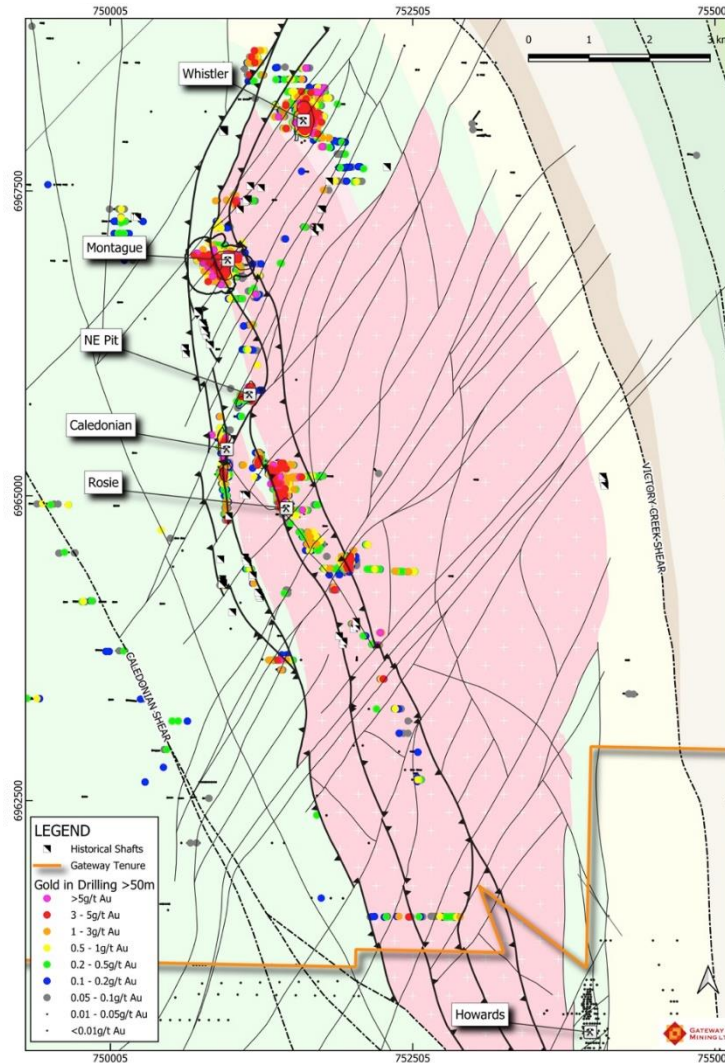 750005
752505
75500
0 1 2 3 km
Whistler
6967500
Montague
NE Pit
Caledonian
Rosie
6965000
VICTORY CREEK SHEAR
CALEDONIAN SHEAR
6962500
LEGEND
Historical Shafts
Gateway Tenure
Gold in Drilling >50m
>5g/t Au
3 - 5g/t Au
1 - 3g/t Au
0.5 - 1g/t Au
0.2 - 0.5g/t Au
0.1 - 0.2g/t Au
0.05 - 0.1g/t Au
0.01 - 0.05g/t Au
<0.01g/t Au
Howards
GATEWAY
MINING LT
750005
752505